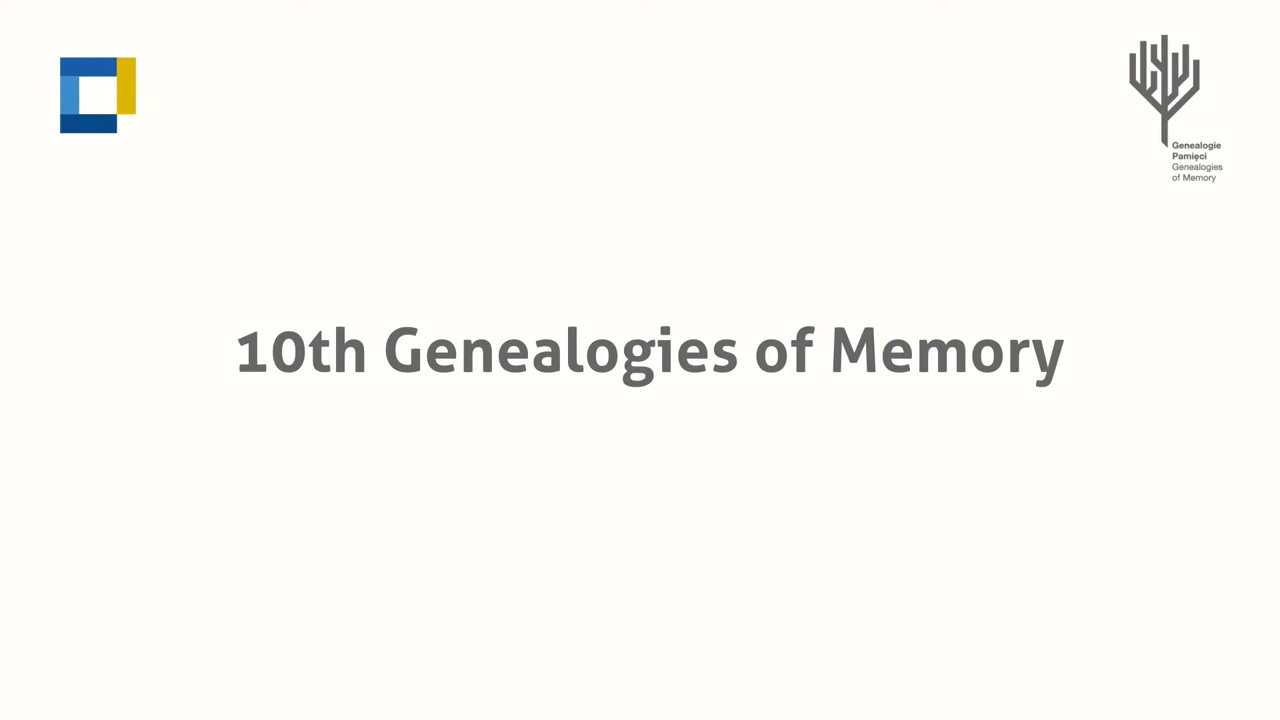 Genealogie
Pamięci
Genealogies
of Memory
10th Genealogies of Memory